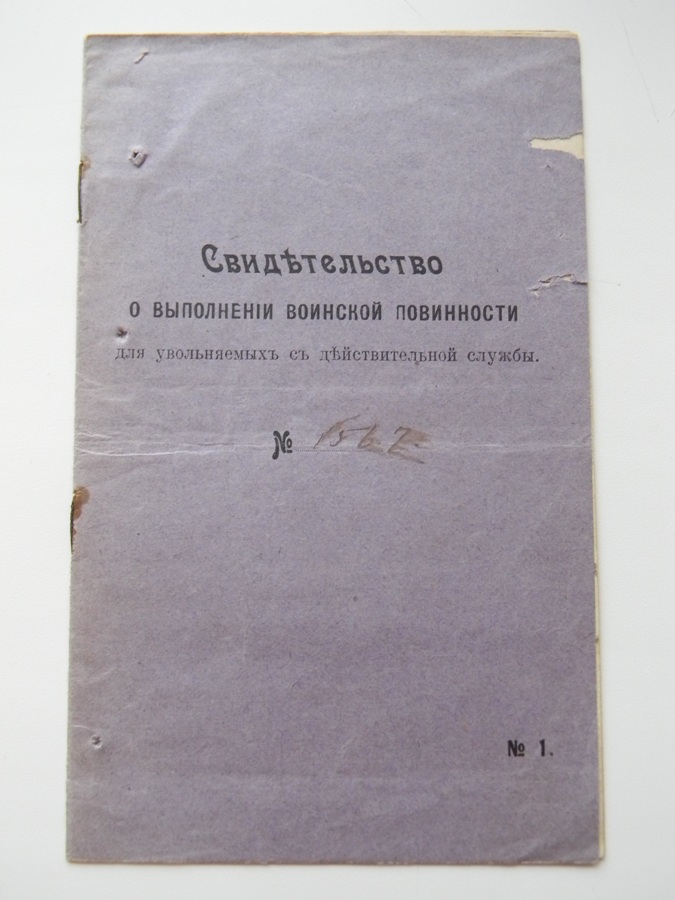 Свидѣтельство
О ВЫПОЛНЕНІИ ВОИНСКОЙ ПОВИННОСТИ
для увольняемыхъ съ дѣйствительной службы.
№ 1567
№ 1.